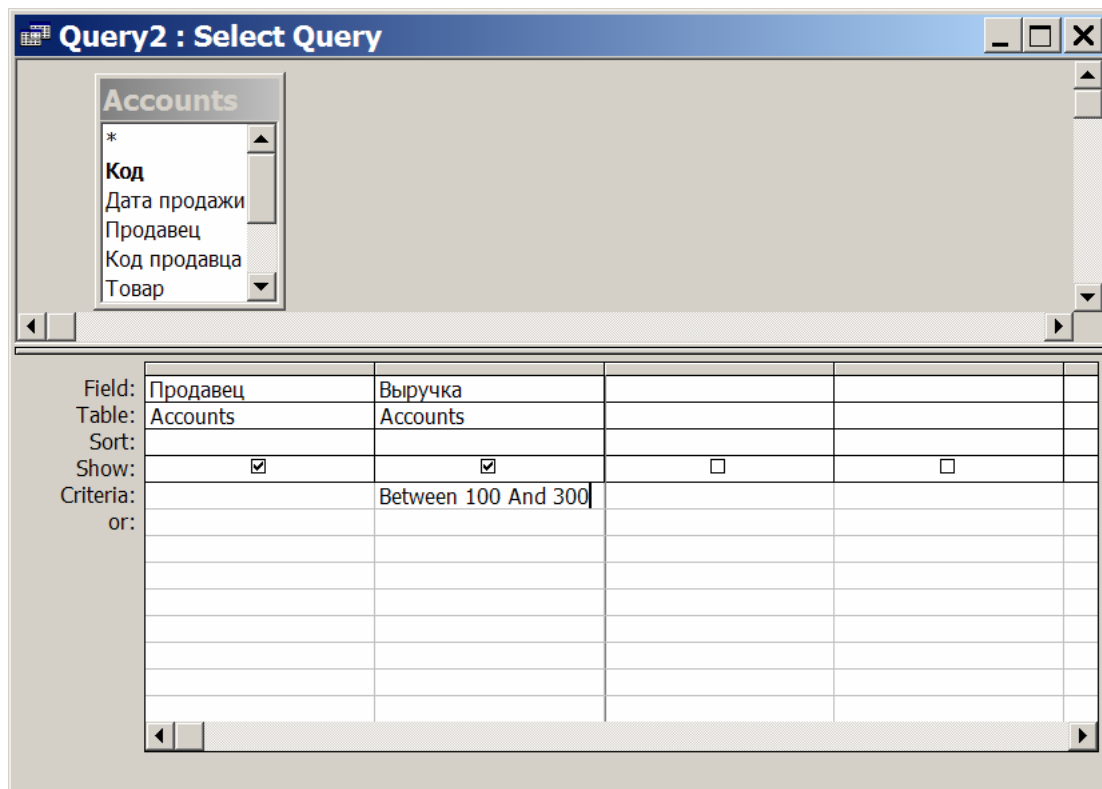 Query2 : Select Query
Accounts
*
Код
Дата продажи
Продавец
Код продавца
Товар
Field: Продавец Выручка
Table: Accounts Accounts
Sort:
Show:
Criteria: Between 100 And 300
or: